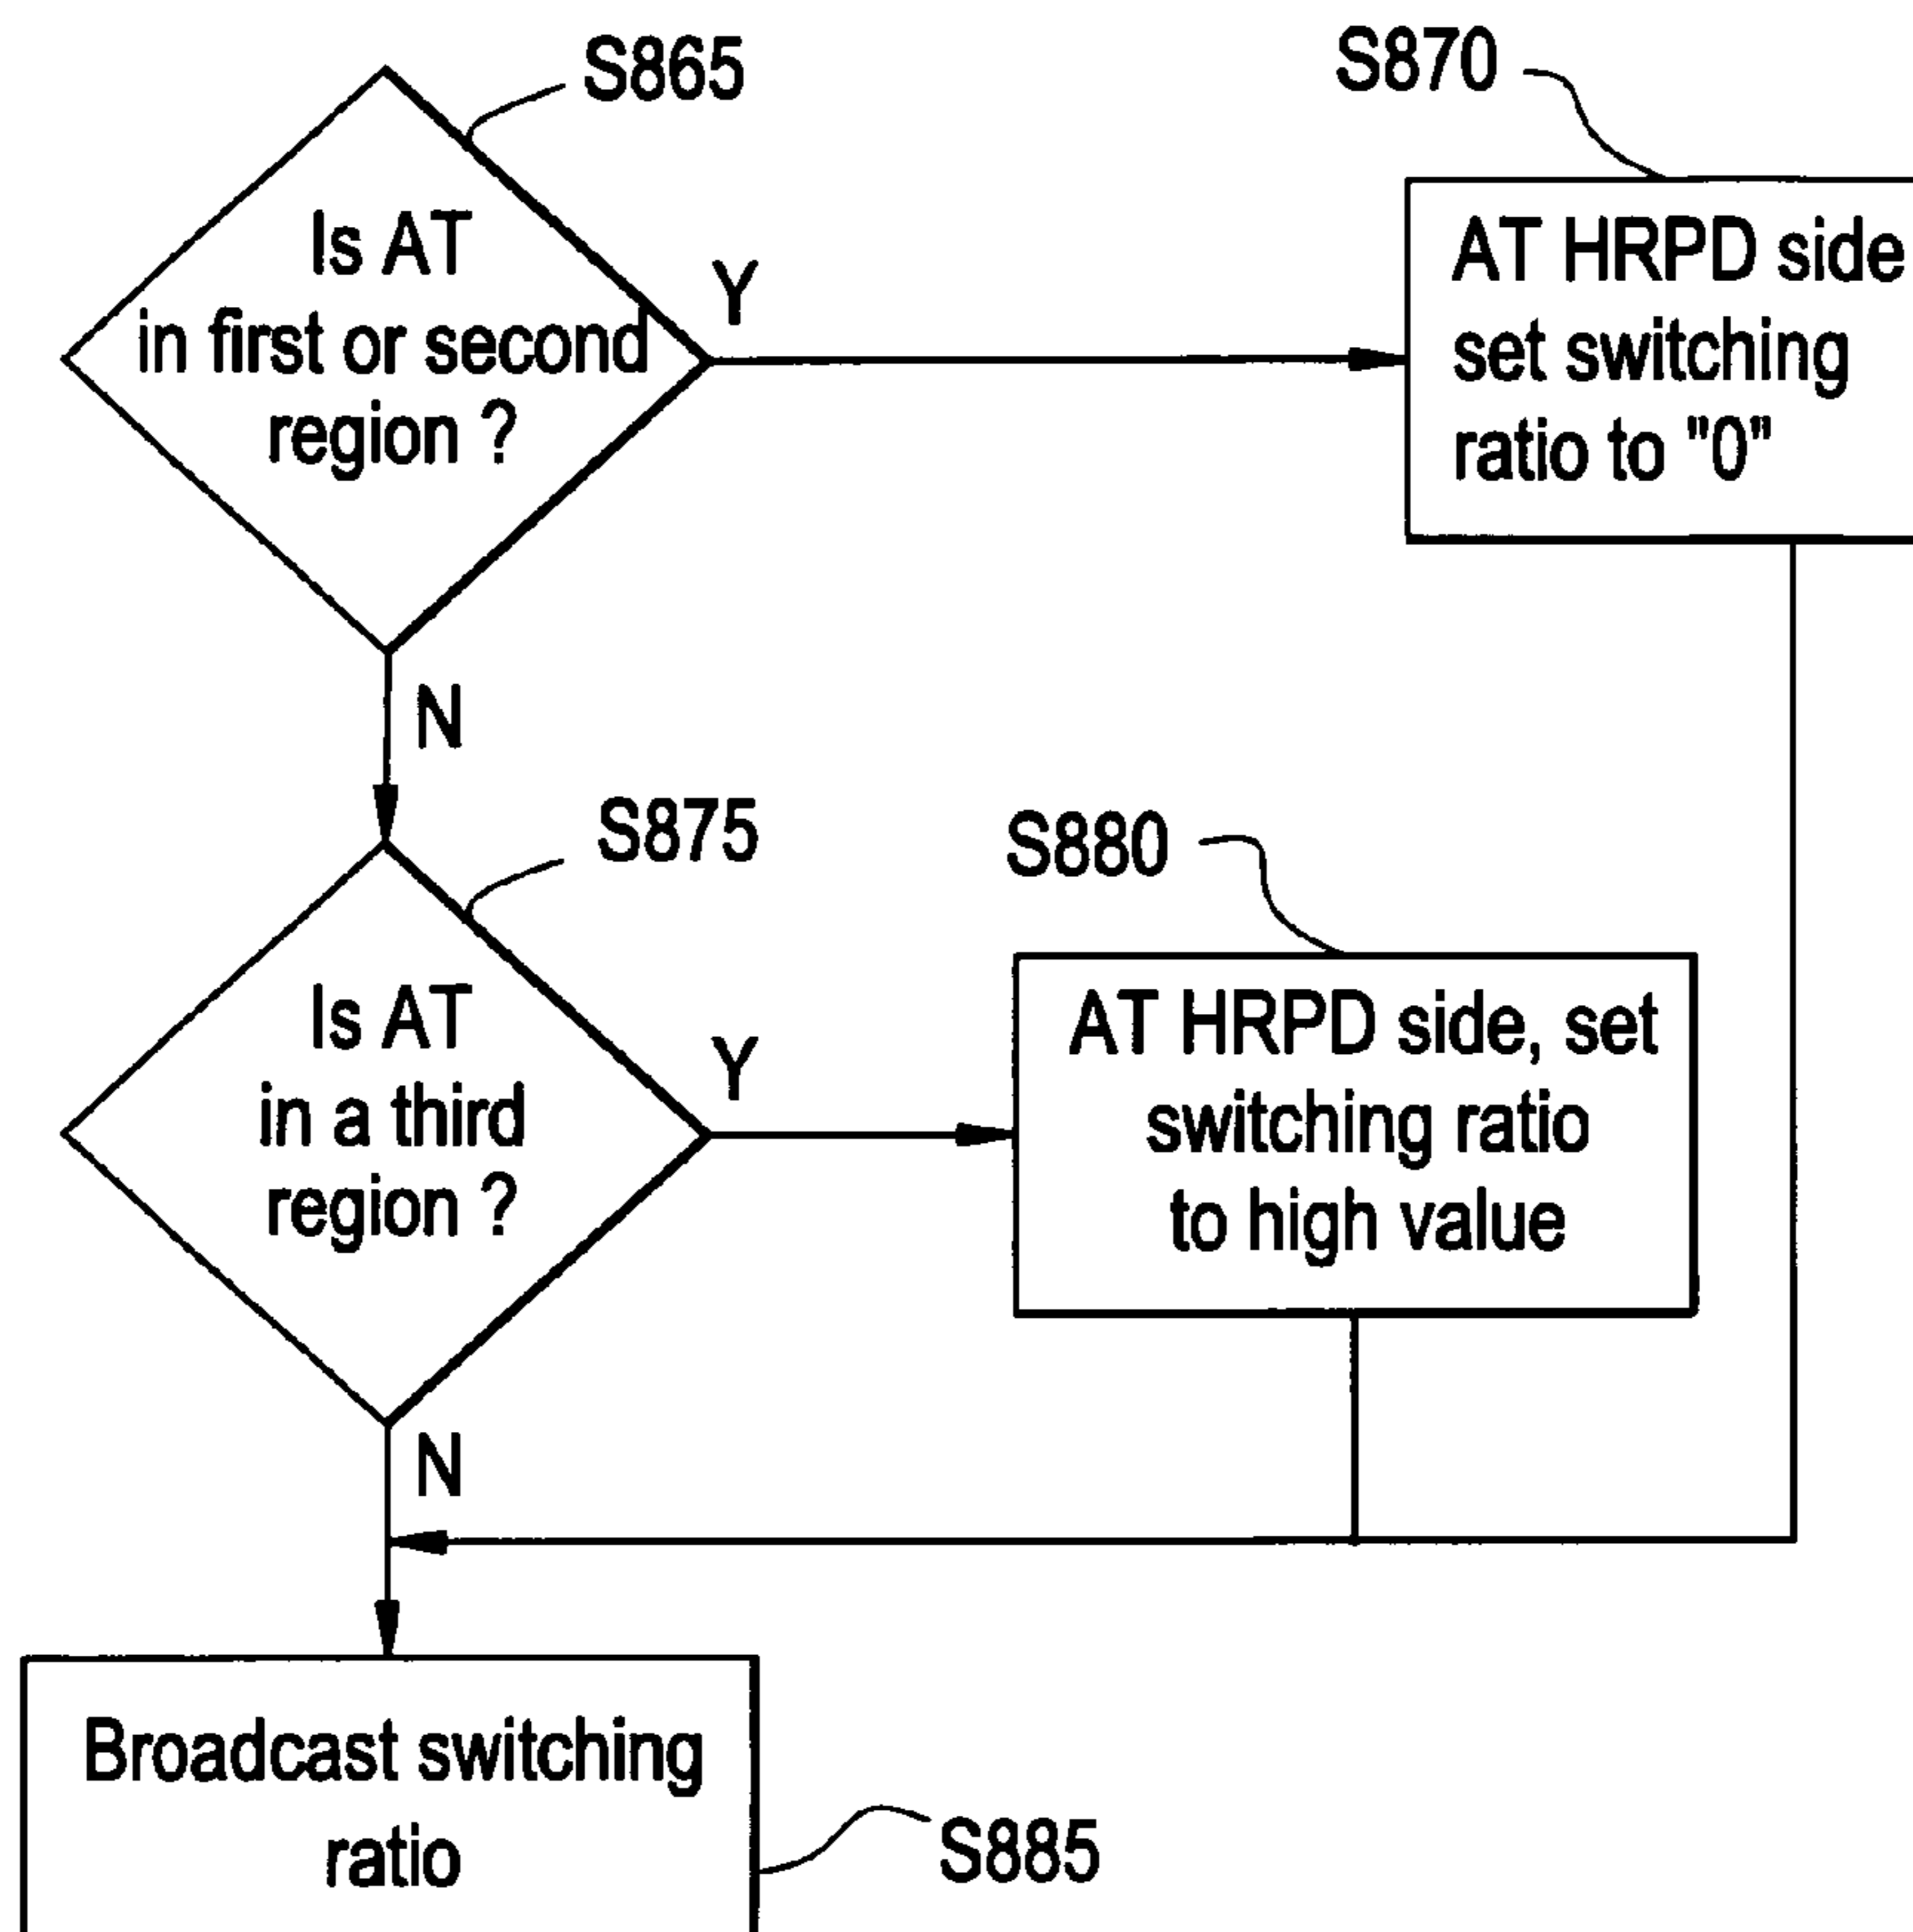 S865
Is AT
in first or second
region ?
Y
S870
AT HRPD side
set switching
ratio to "0"
N
S875
Is AT
in a third
region ?
Y
S880
AT HRPD side, set
switching ratio
to high value
N
Broadcast switching
ratio
S885